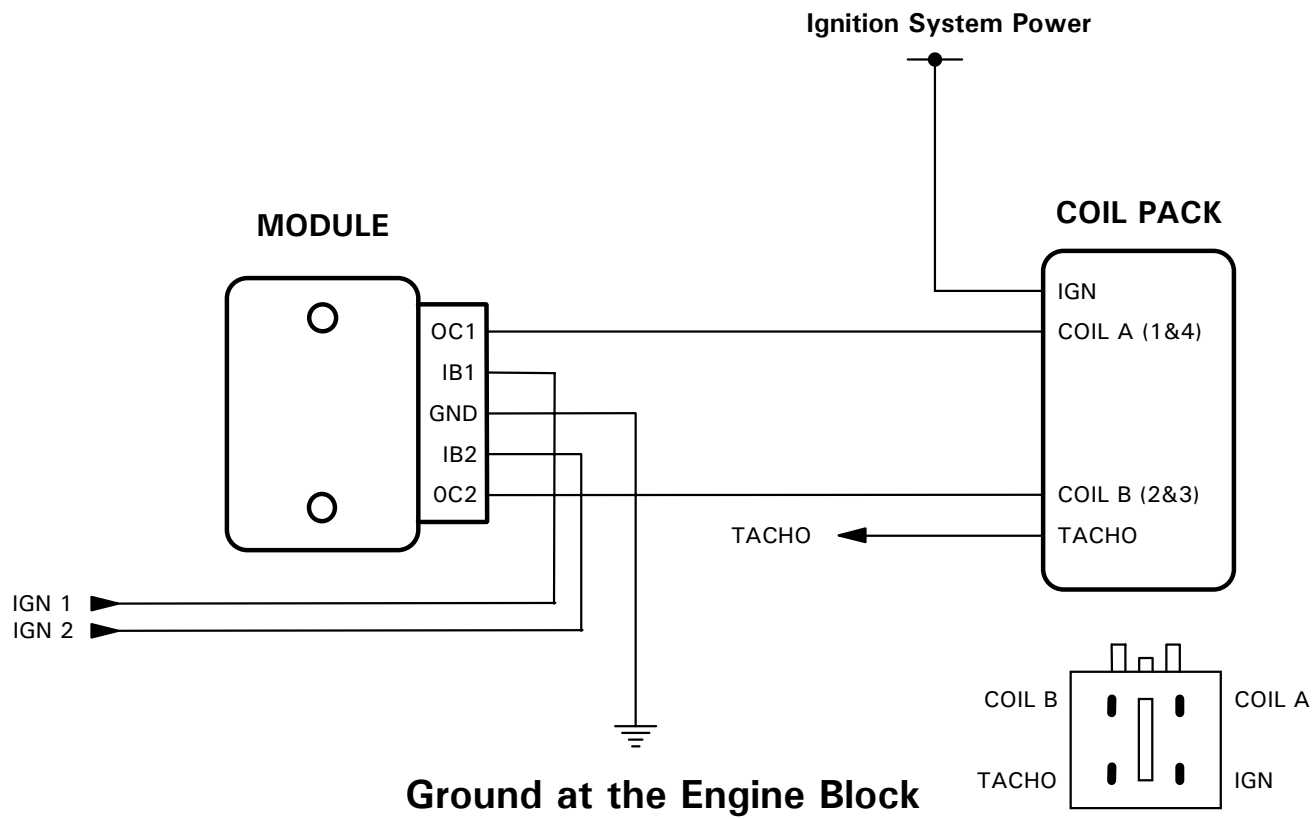 Ignition System Power
MODULE
COIL PACK
OC1
IB1
GND
IB2
0C2
IGN
COIL A (1&4)
COIL B (2&3)
TACHO
TACHO
IGN 1
IGN 2
COIL B
COIL A
TACHO
IGN
Ground at the Engine Block